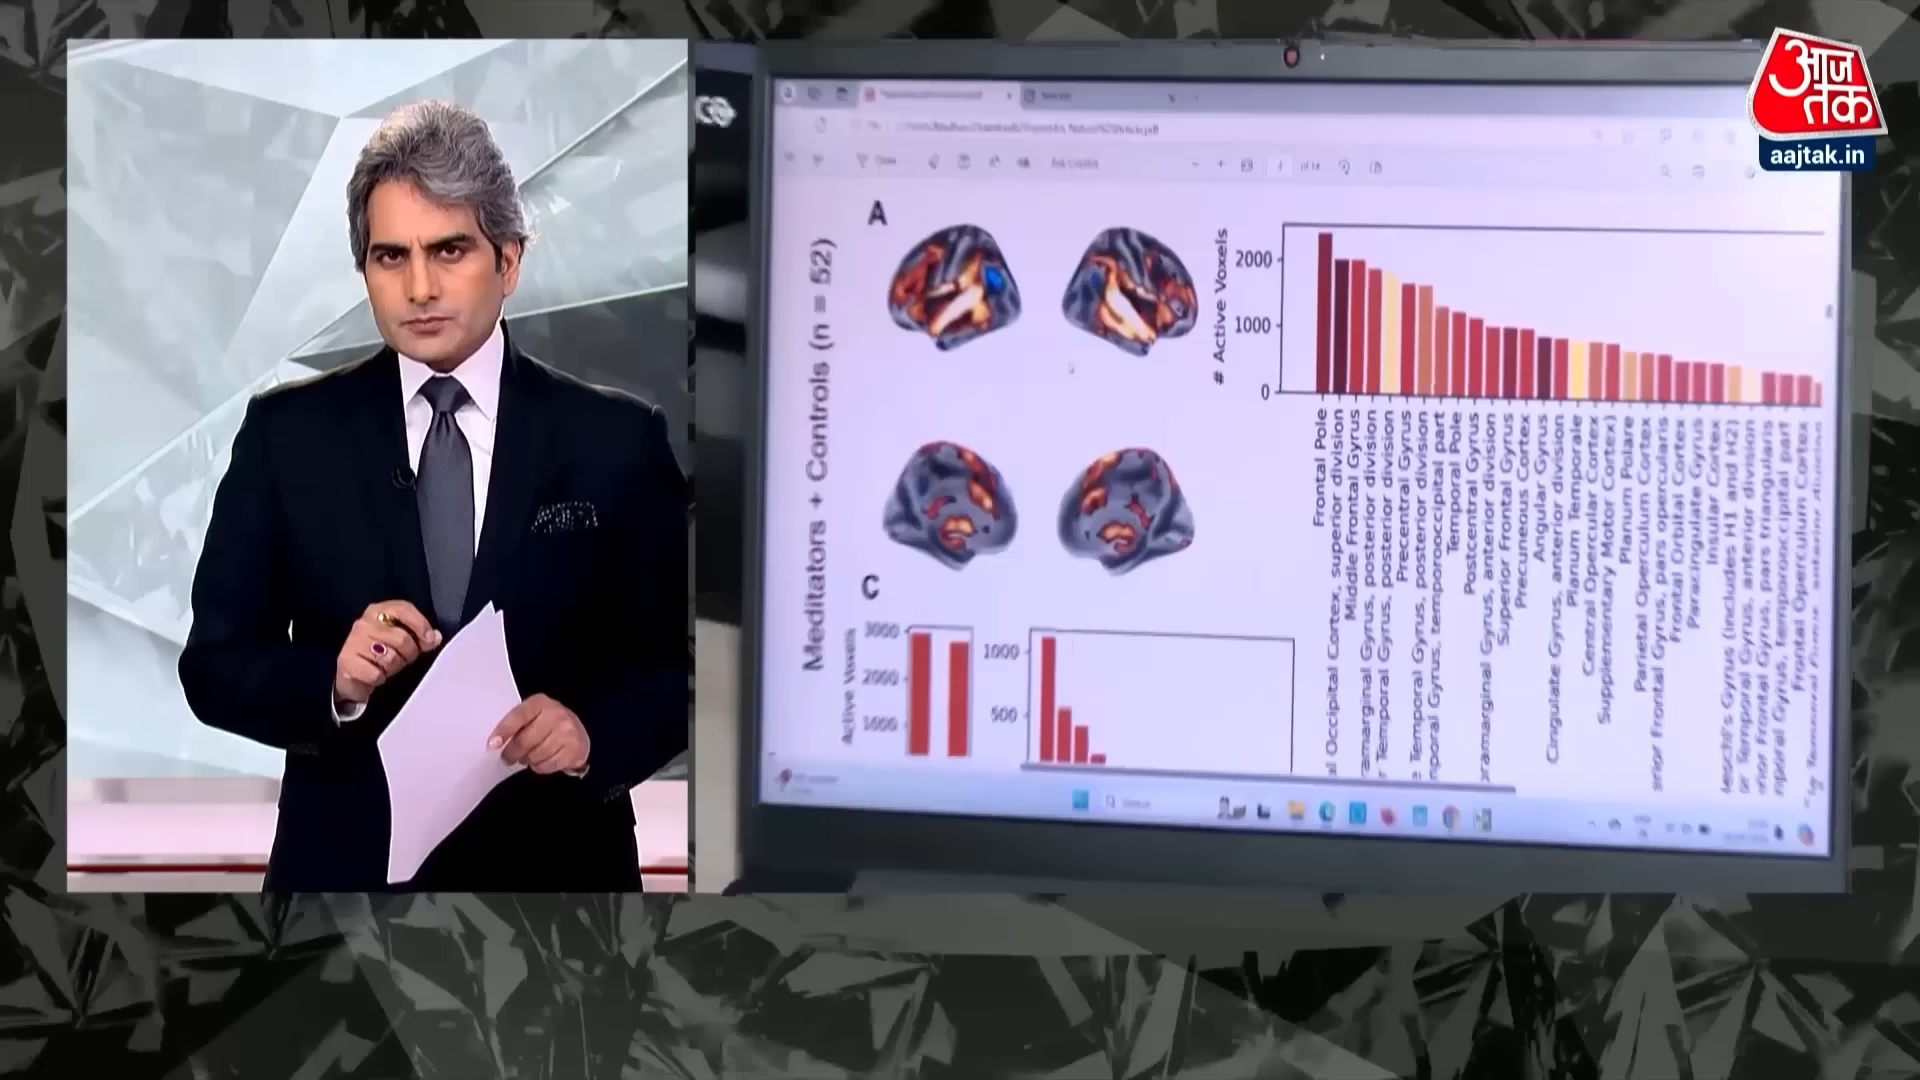 आज
तक
aajtak.in
A
Meditators + Controls (n = 52)
# Active Voxels
2000
1000
0
Frontal Pole
al Occipital Cortex, superior division
Middle Frontal Gyrus
ramarginal Gyrus, posterior division
r Temporal Gyrus, posterior division
Precentral Gyrus
e Temporal Gyrus, posterior division
mporal Gyrus, temporooccipital part
Temporal Pole
Postcentral Gyrus
pramarginal Gyrus, anterior division
Superior Frontal Gyrus
Precuneous Cortex
Angular Gyrus
Cingulate Gyrus, anterior division
Planum Temporale
Central Opercular Cortex
Supplementary Motor Cortex)
Planum Polare
Parietal Operculum Cortex
erior Frontal Gyrus, pars opercularis
Frontal Orbital Cortex
Paracingulate Gyrus
Insular Cortex
Heschl's Gyrus (includes H1 and H2)
or Temporal Gyrus, anterior division
erior Frontal Gyrus, pars triangularis
mporal Gyrus, temporooccipital part
Frontal Operculum Cortex
C
Active Voxels
3000
2000
1000
1000
500